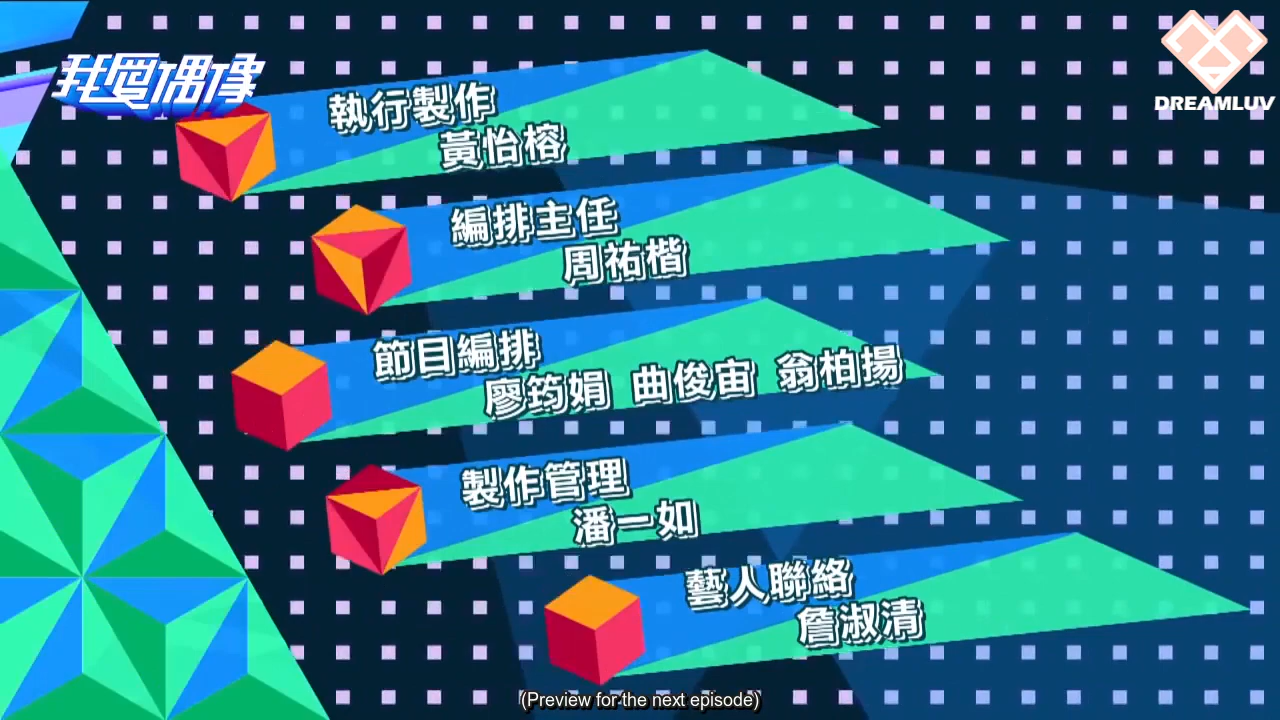 我愛偶像
DREAMLUV
執行製作
黃怡榕
編排主任
周祐楷
節目編排
廖筠娟 曲俊宙 翁柏揚
製作管理
潘一如
藝人聯絡
詹淑清
(Preview for the next episode)